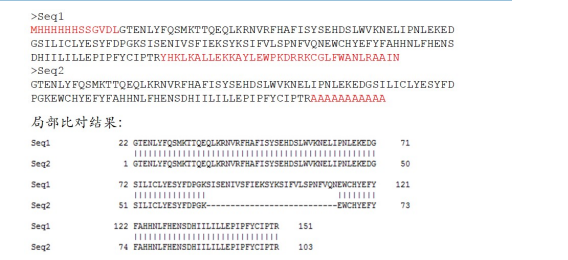 >Seq1
MHHHHHHSSGVDLGTENLYFQSMKTTQEQLKRNVRFHAFISYSEHDSLWVKNELIPNLEKED
GSILICLYESYFDPGKSISENIVSFIEKSYKSIFVLSPNFVQNEWCHYEFYFAHHNLFHENS
DHIILILLEPIPFYCIPTRYHKLKALLEKKAYLEWPKDRRKCGLFWANLRAAIN
>Seq2
GTENLYFQSMKTTQEQLKRNVRFHAFISYSEHDSLWVKNELIPNLEKEDGSILICLYESYFD
PGKEWCHYEFYFAHHNLFHENSDHIILILLEPIPFYCIPTRAAAAAAAAAAA
局部比对结果:
Seq1 22 GTENLYFQSMKTTQEQLKRNVRFHAFISYSEHDSLWVKNELIPNLEKEDG 71
||||||||||||||||||||||||||||||||||||||||||||||||||
Seq2 1 GTENLYFQSMKTTQEQLKRNVRFHAFISYSEHDSLWVKNELIPNLEKEDG 50
Seq1 72 SILICLYESYFDPGKSISENIVSFIEKSYKSIFVLSPNFVQNEWCHYEFY 121
||||||||||||||| ||||||||
Seq2 51 SILICLYESYFDPGK---------------------------EWCHYEFY 73
Seq1 122 FAHHNLFHENSDHIILILLEPIPFYCIPTR 151
||||||||||||||||||||||||||||||
Seq2 74 FAHHNLFHENSDHIILILLEPIPFYCIPTR 103